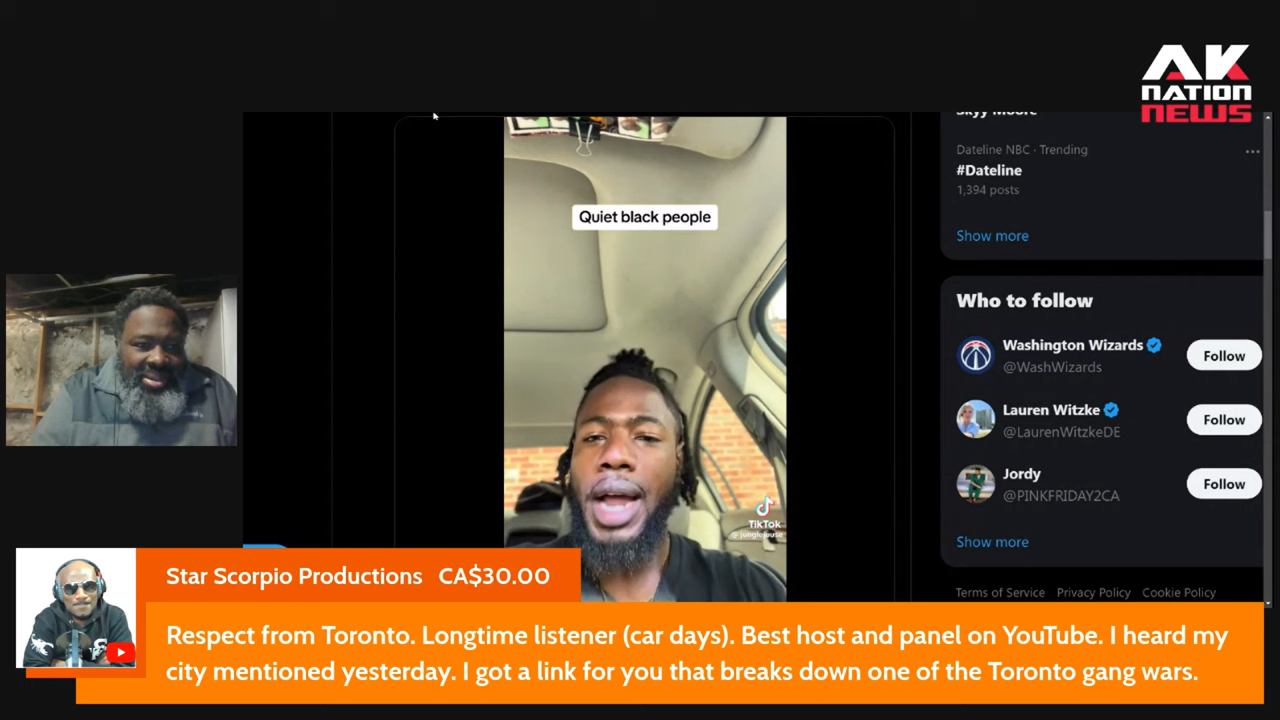 AK
NATION
NEWS
Skyy Moore
Dateline NBC · Trending
#Dateline
1,394 posts
Show more
Quiet black people
Who to follow
Washington Wizards
@WashWizards
Follow
Lauren Witzke
@LaurenWitzkeDE
Follow
Jordy
@PINKFRIDAY2CA
Follow
Show more
TikTok
Terms of Service Privacy Policy Cookie Policy
Star Scorpio Productions CA$30.00
Respect from Toronto. Longtime listener (car days). Best host and panel on YouTube. I heard my
city mentioned yesterday. I got a link for you that breaks down one of the Toronto gang wars.